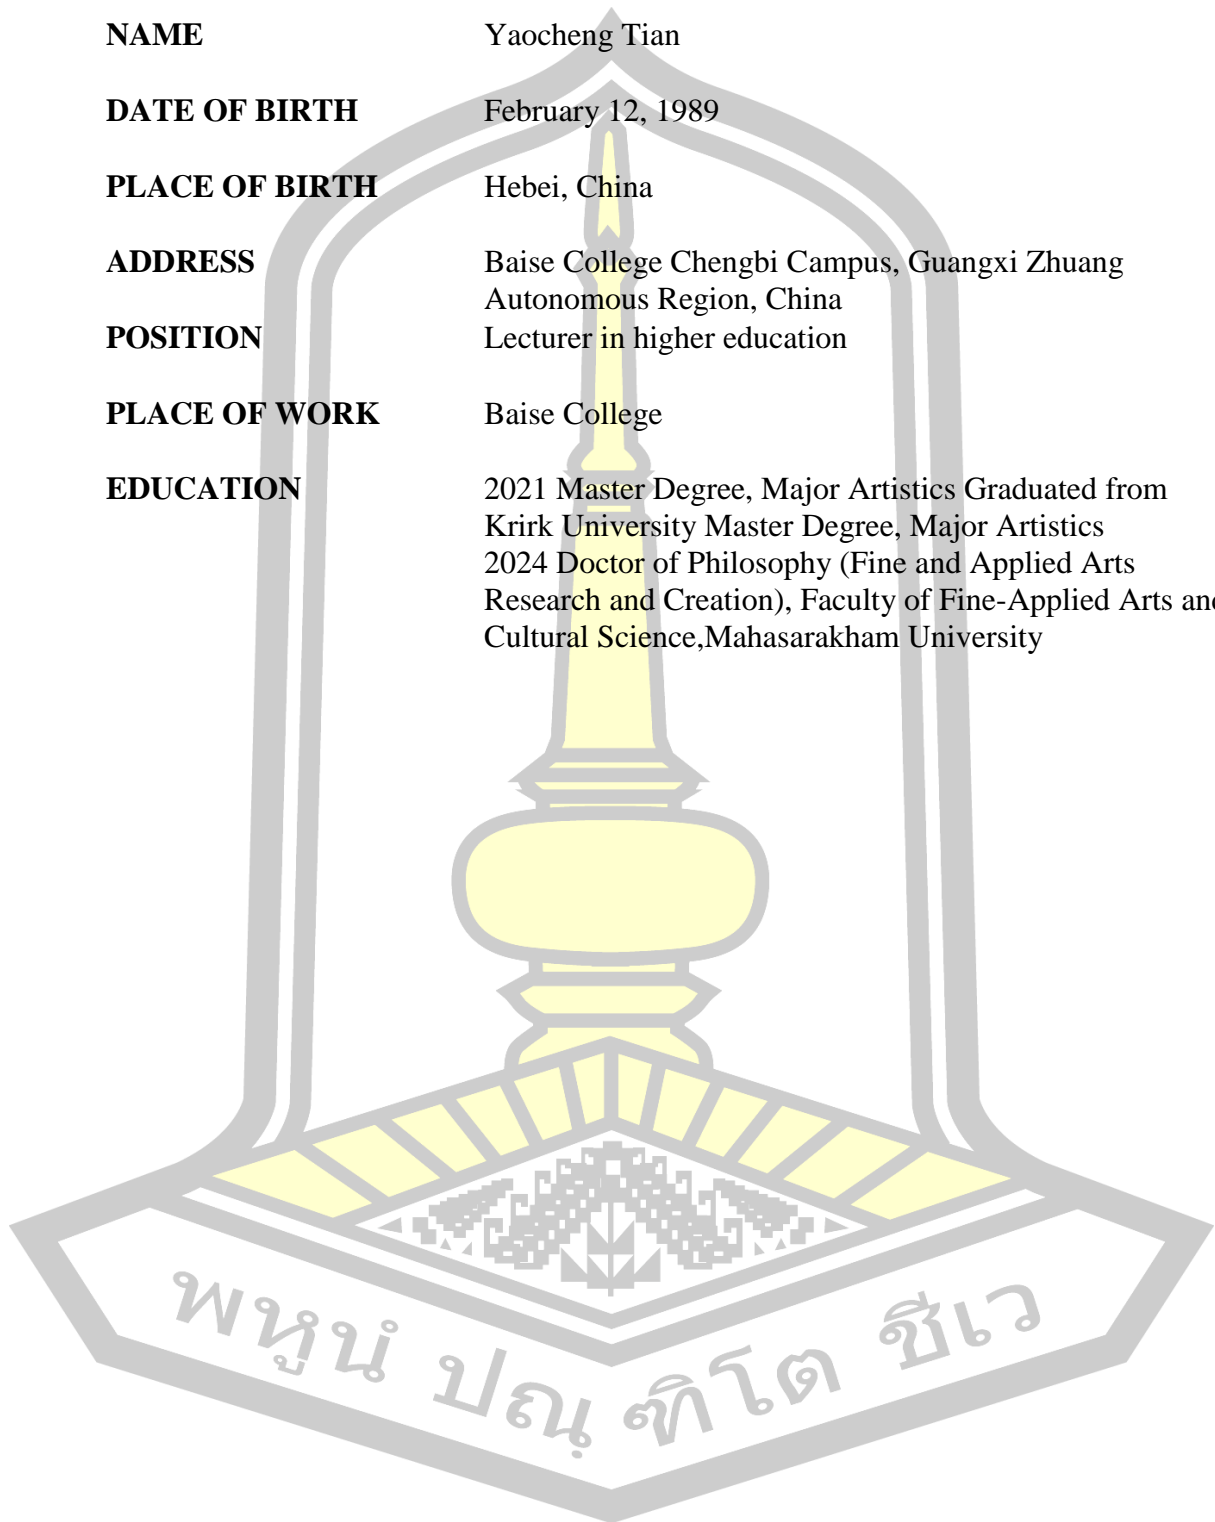 NAME Yaocheng Tian
DATE OF BIRTH February 12, 1989
PLACE OF BIRTH Hebei, China
ADDRESS Baise College Chengbi Campus, Guangxi Zhuang
Autonomous Region, China
POSITION Lecturer in higher education
PLACE OF WORK Baise College
EDUCATION 2021 Master Degree, Major Artistics Graduated from
Krirk University Master Degree, Major Artistics
2024 Doctor of Philosophy (Fine and Applied Arts
Research and Creation), Faculty of Fine-Applied Arts an
Cultural Science,Mahasarakham University
พหูนํ ปณฺ ฑิโต ชีเว